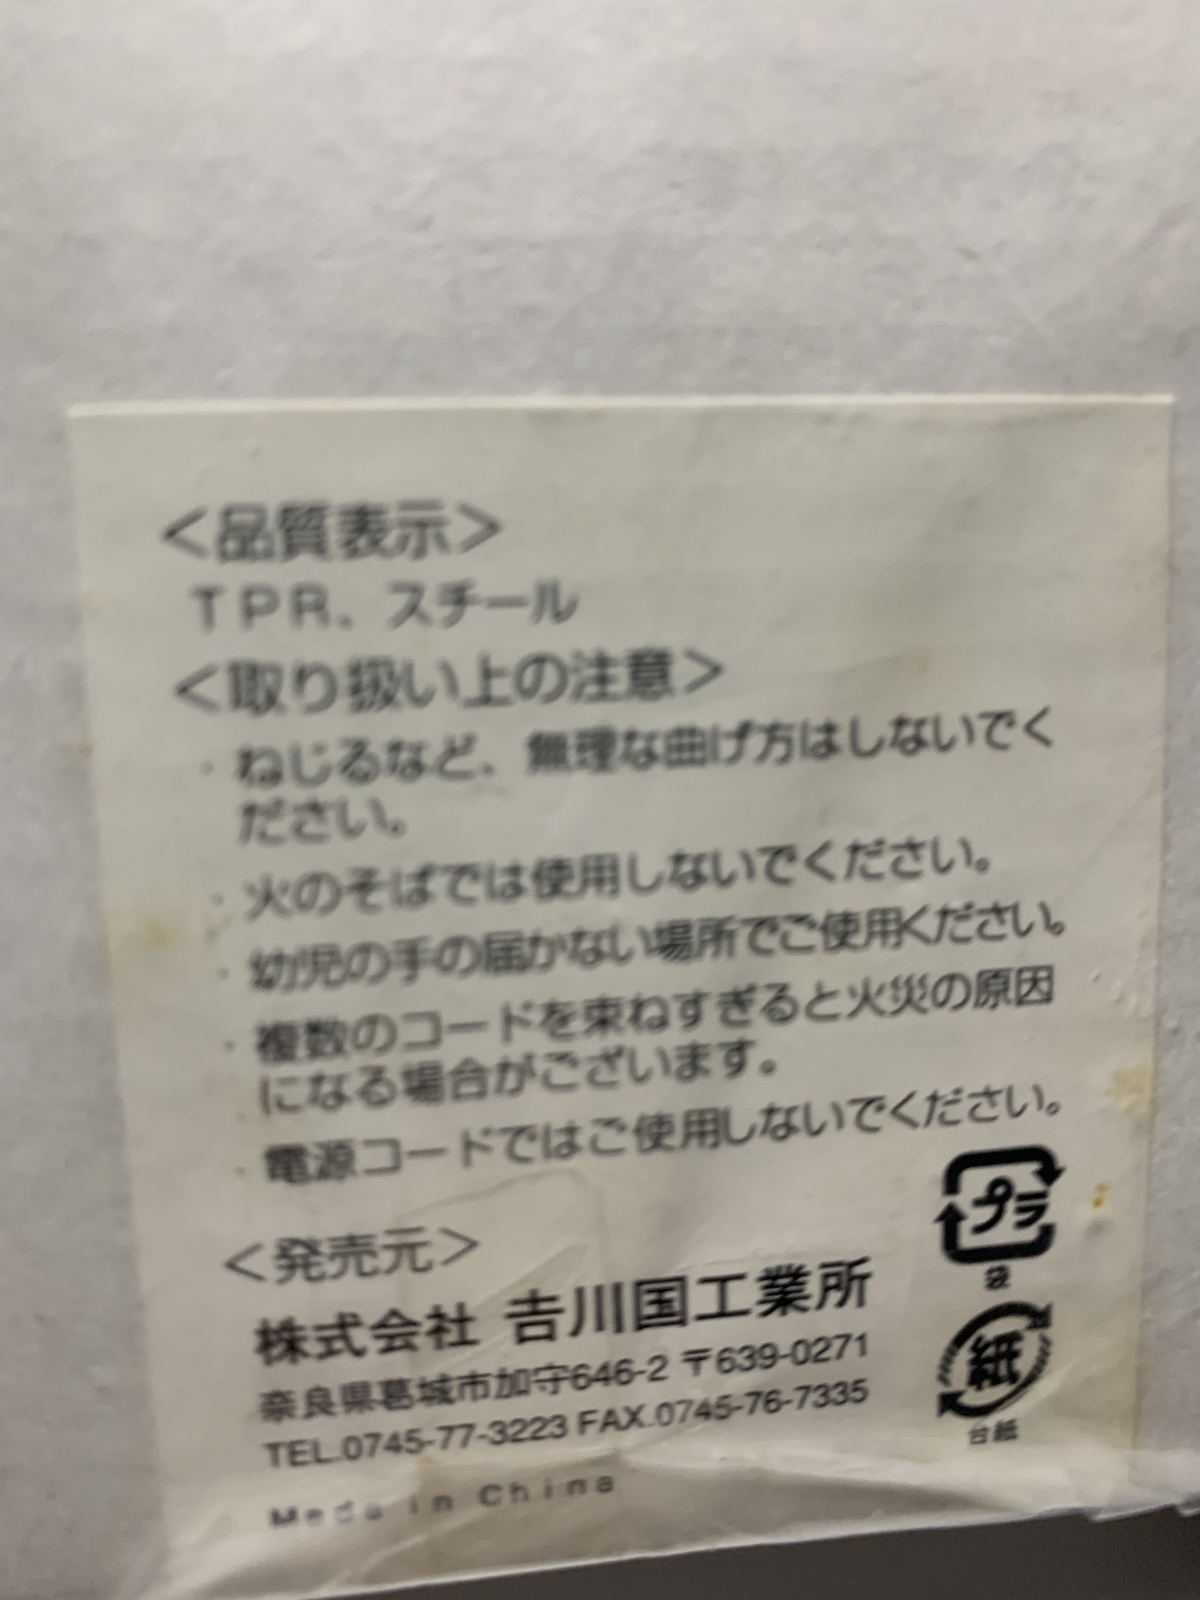 ＜品質表示＞
ＴＰＲ、スチール
＜取り扱い上の注意＞
・ねじるなど、無理な曲げ方はしないでく
ださい。
・火のそばでは使用しないでください。
・幼児の手の届かない場所でご使用ください。
・複数のコードを束ねすぎると火災の原因
になる場合がございます。
・電源コードではご使用しないでください。
プラ
袋
＜発売元＞
株式会社 𠮷川国工業所
奈良県葛城市加守646-2 〒639-0271
TEL.0745-77-3223 FAX.0745-76-7335
紙
台紙
Made in China